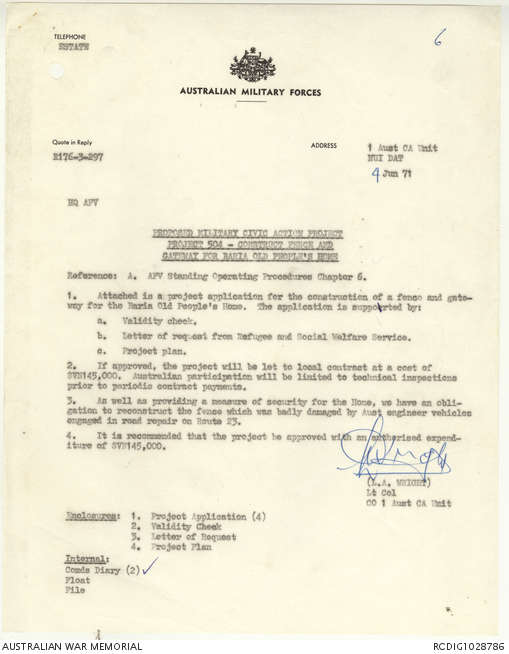 TELEPHONE
ESTATE
6
AUSTRALIAN MILITARY FORCES
Quote in Reply
R176-3-297
ADDRESS
1 Aust CA Unit
NUI DAT
4 Jun 71
HQ AFV
PROPOSED MILITARY CIVIC ACTION PROJECT
PROJECT 504 - CONSTRUCT FENCE AND
GATEWAY FOR BARIA OLD PEOPLE'S HOME
Reference: A. AFV Standing Operating Procedures Chapter 6.
1. Attached is a project application for the construction of a fence and gate-
way for the Baria Old People's Home. The application is supported by:
a. Validity check.
b. Letter of request from Refugee and Social Welfare Service.
c. Project plan.
2. If approved, the project will be let to local contract at a cost of
$VN145,000. Australian participation will be limited to technical inspections
prior to periodic contract payments.
3. As well as providing a measure of security for the Home, we have an obli-
gation to reconstruct the fence which was badly damaged by Aust engineer vehicles
engaged in road repair on Route 23.
4. It is recommended that the project be approved with an authorised expend-
iture of $VN145,000.
(L.A. WRIGHT)
Lt Col
CO 1 Aust CA Unit
Enclosures: 1. Project Application (4)
2. Validity Check
3. Letter of Request
4. Project Plan
Internal:
Comds Diary (2) ✓
Float
File
AUSTRALIAN WAR MEMORIAL
RCDIG1028786